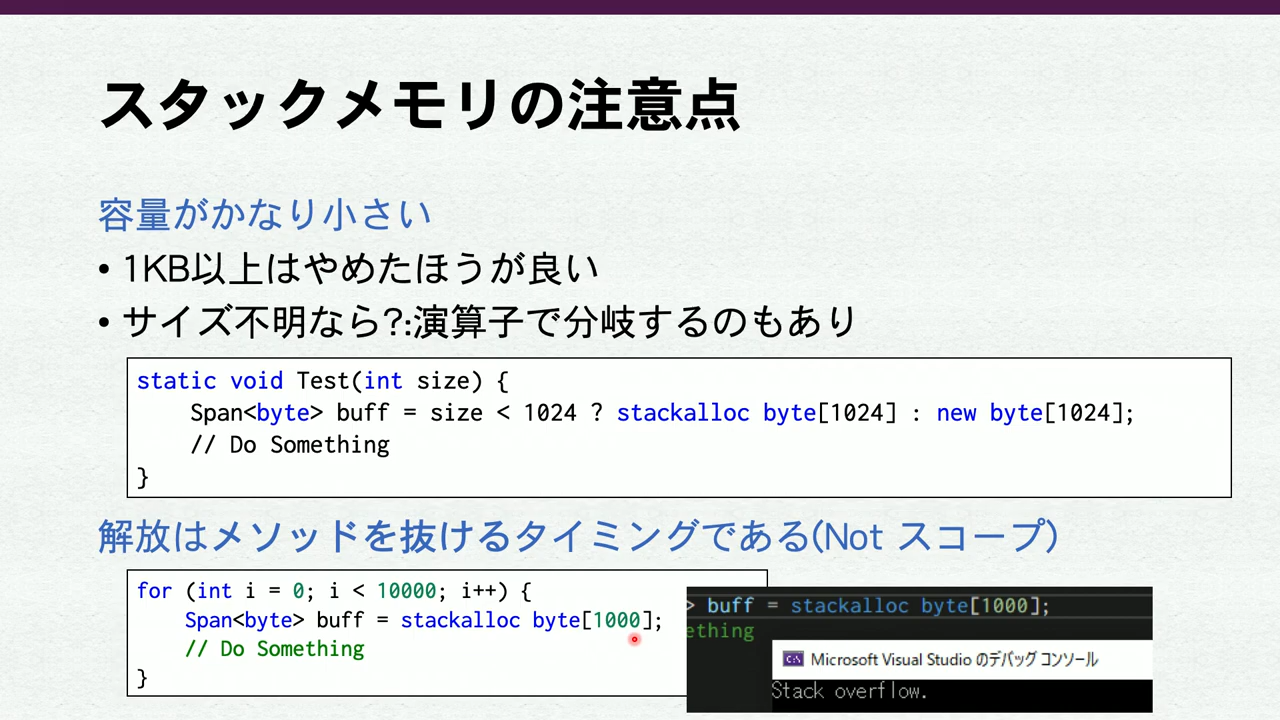 スタックメモリの注意点
容量がかなり小さい
• 1KB以上はやめたほうが良い
• サイズ不明なら?:演算子で分岐するのもあり
static void Test(int size) {
    Span<byte> buff = size < 1024 ? stackalloc byte[1024] : new byte[1024];
    // Do Something
}
解放はメソッドを抜けるタイミングである(Not スコープ)
for (int i = 0; i < 10000; i++) {
    Span<byte> buff = stackalloc byte[1000];
    // Do Something
}
> buff = stackalloc byte[1000];
ething
C:\ Microsoft Visual Studio のデバッグ コンソール
Stack overflow.